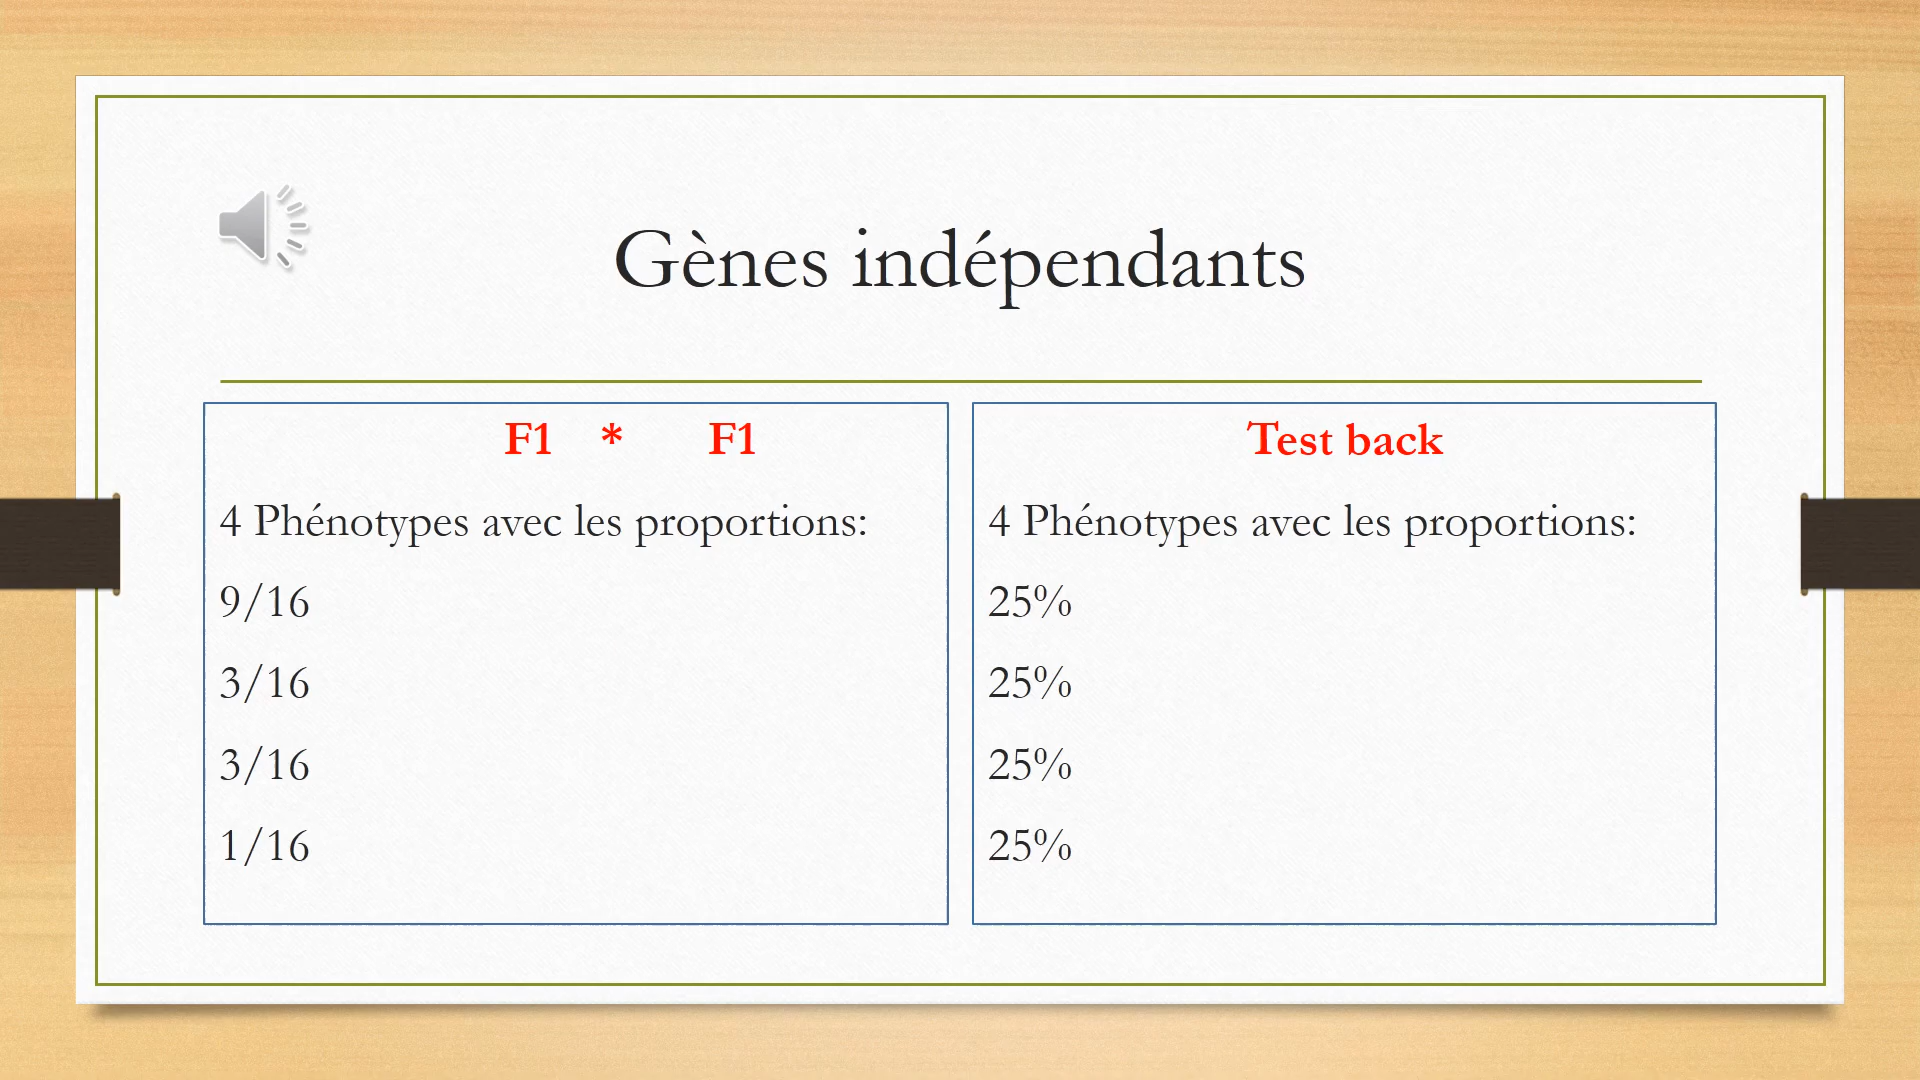 Gènes indépendants
F1 * F1
4 Phénotypes avec les proportions:
9/16
3/16
3/16
1/16
Test back
4 Phénotypes avec les proportions:
25%
25%
25%
25%